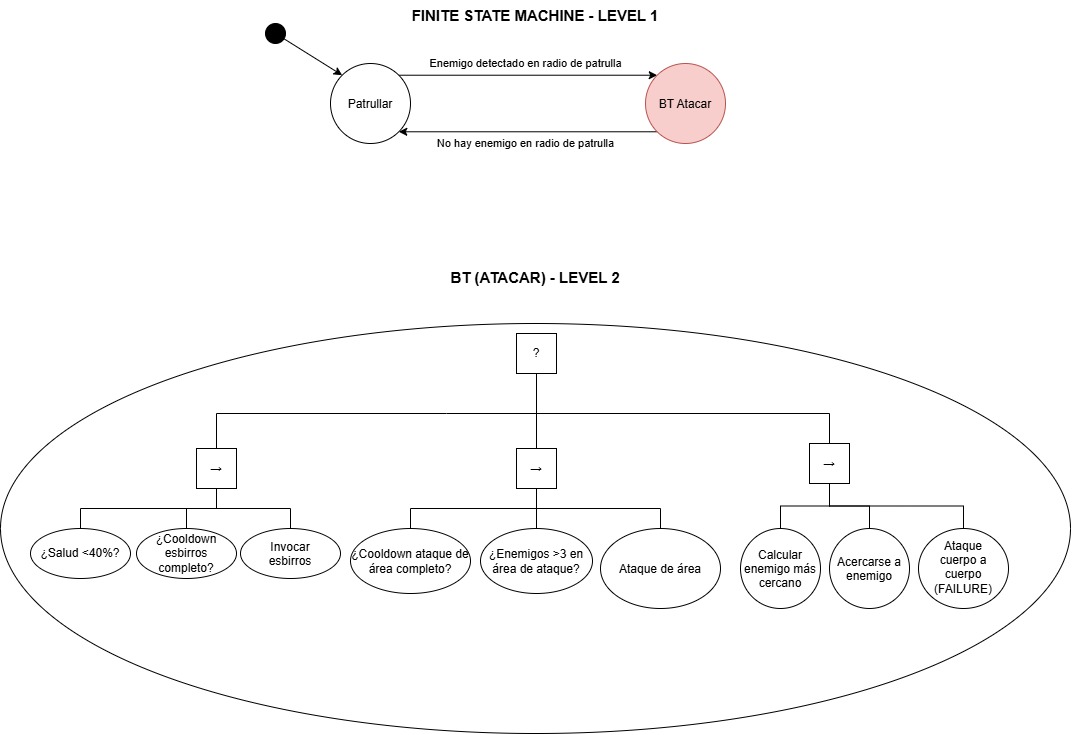 FINITE STATE MACHINE - LEVEL 1
Enemigo detectado en radio de patrulla
Patrullar
BT Atacar
No hay enemigo en radio de patrulla
BT (ATACAR) - LEVEL 2
?
→
→
→
¿Salud <40%?
¿Cooldown
esbirros
completo?
Invocar
esbirros
¿Cooldown ataque de
área completo?
¿Enemigos >3 en
área de ataque?
Ataque de área
Calcular
enemigo más
cercano
Acercarse a
enemigo
Ataque
cuerpo a
cuerpo
(FAILURE)